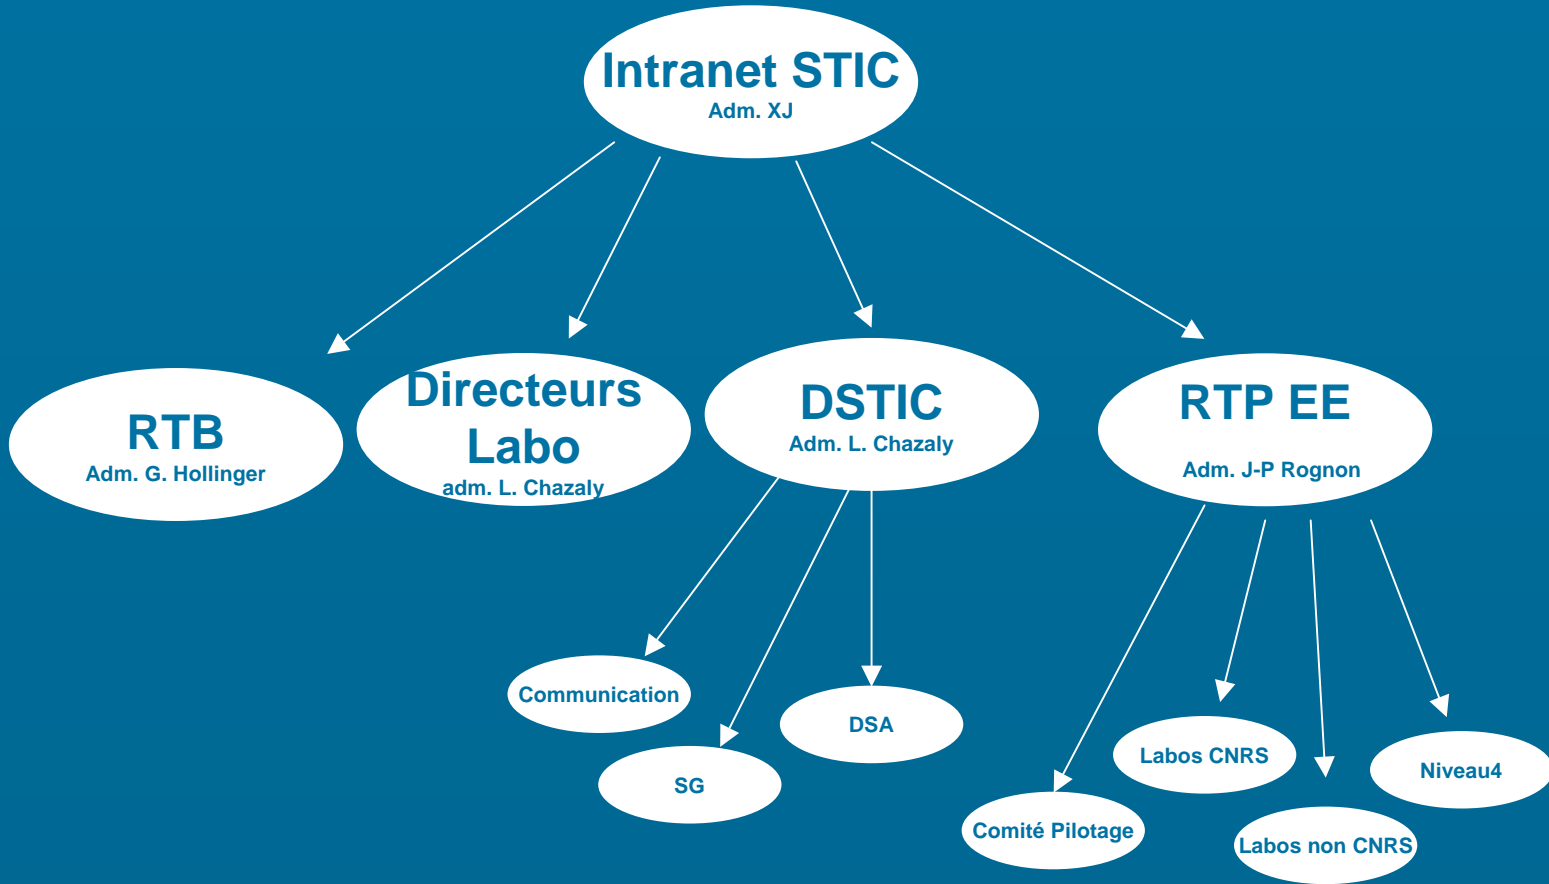 Intranet STIC
Adm. XJ
RTB
Adm. G. Hollinger
Directeurs
Labo
adm. L. Chazaly
DSTIC
Adm. L. Chazaly
RTP EE
Adm. J-P Rognon
Communication
SG
DSA
Comité Pilotage
Labos CNRS
Labos non CNRS
Niveau4